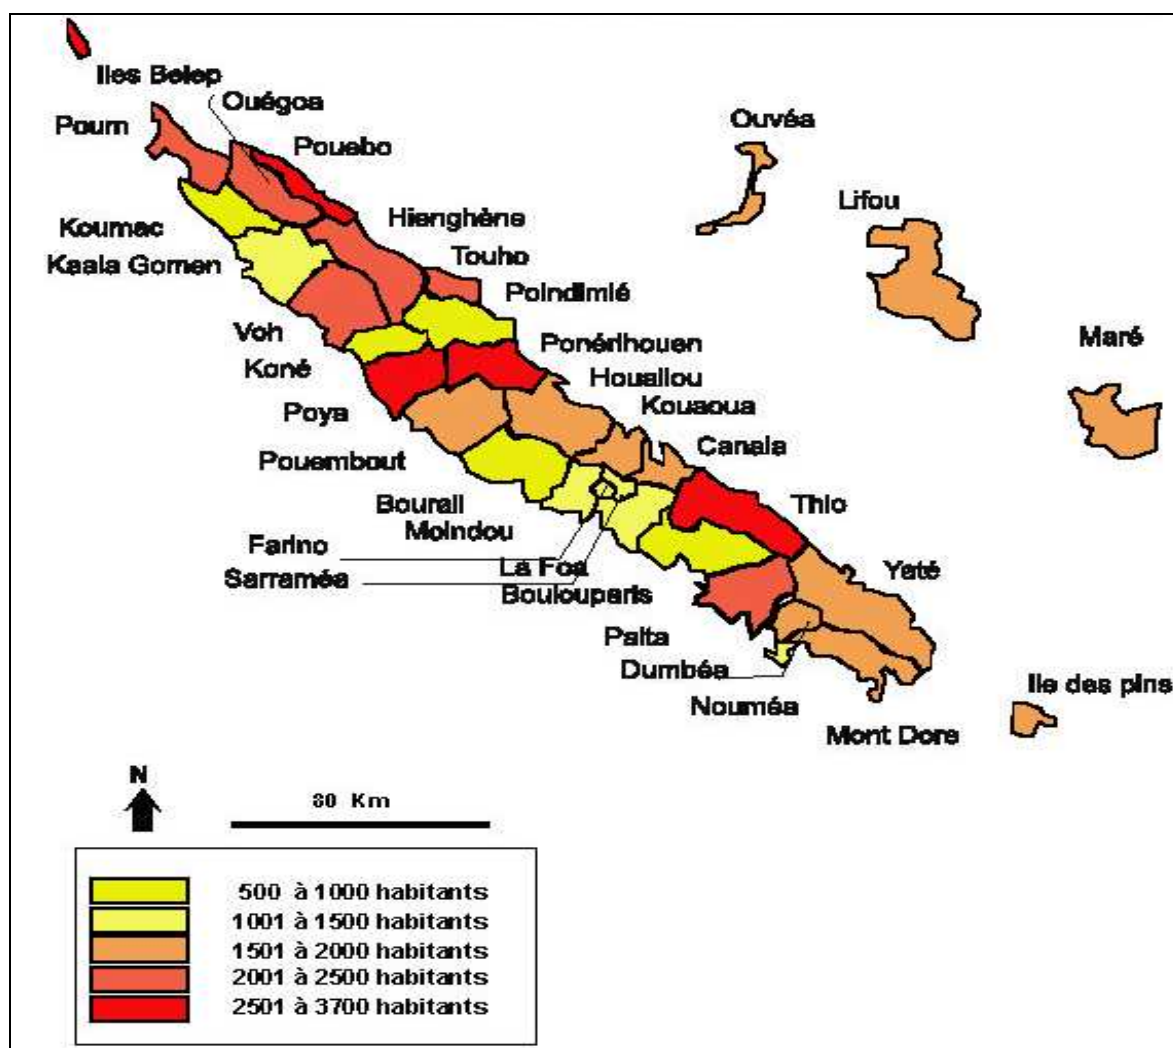 Iles Belep
Ouégoa
Poum
Pouebo
Ouvéa
Lifou
Hienghène
Koumac
Touho
Kaala Gomen
Poindimié
Voh
Ponérihouen
Maré
Koné
Houailou
Poya
Kouaoua
Canala
Pouembout
Thio
Bourail
Moindou
Farino
La Foa
Yaté
Sarraméa
Boulouparis
Paita
Dumbéa
Ile des pins
Nouméa
Mont Dore
N
80 Km
500 à 1000 habitants
1001 à 1500 habitants
1501 à 2000 habitants
2001 à 2500 habitants
2501 à 3700 habitants